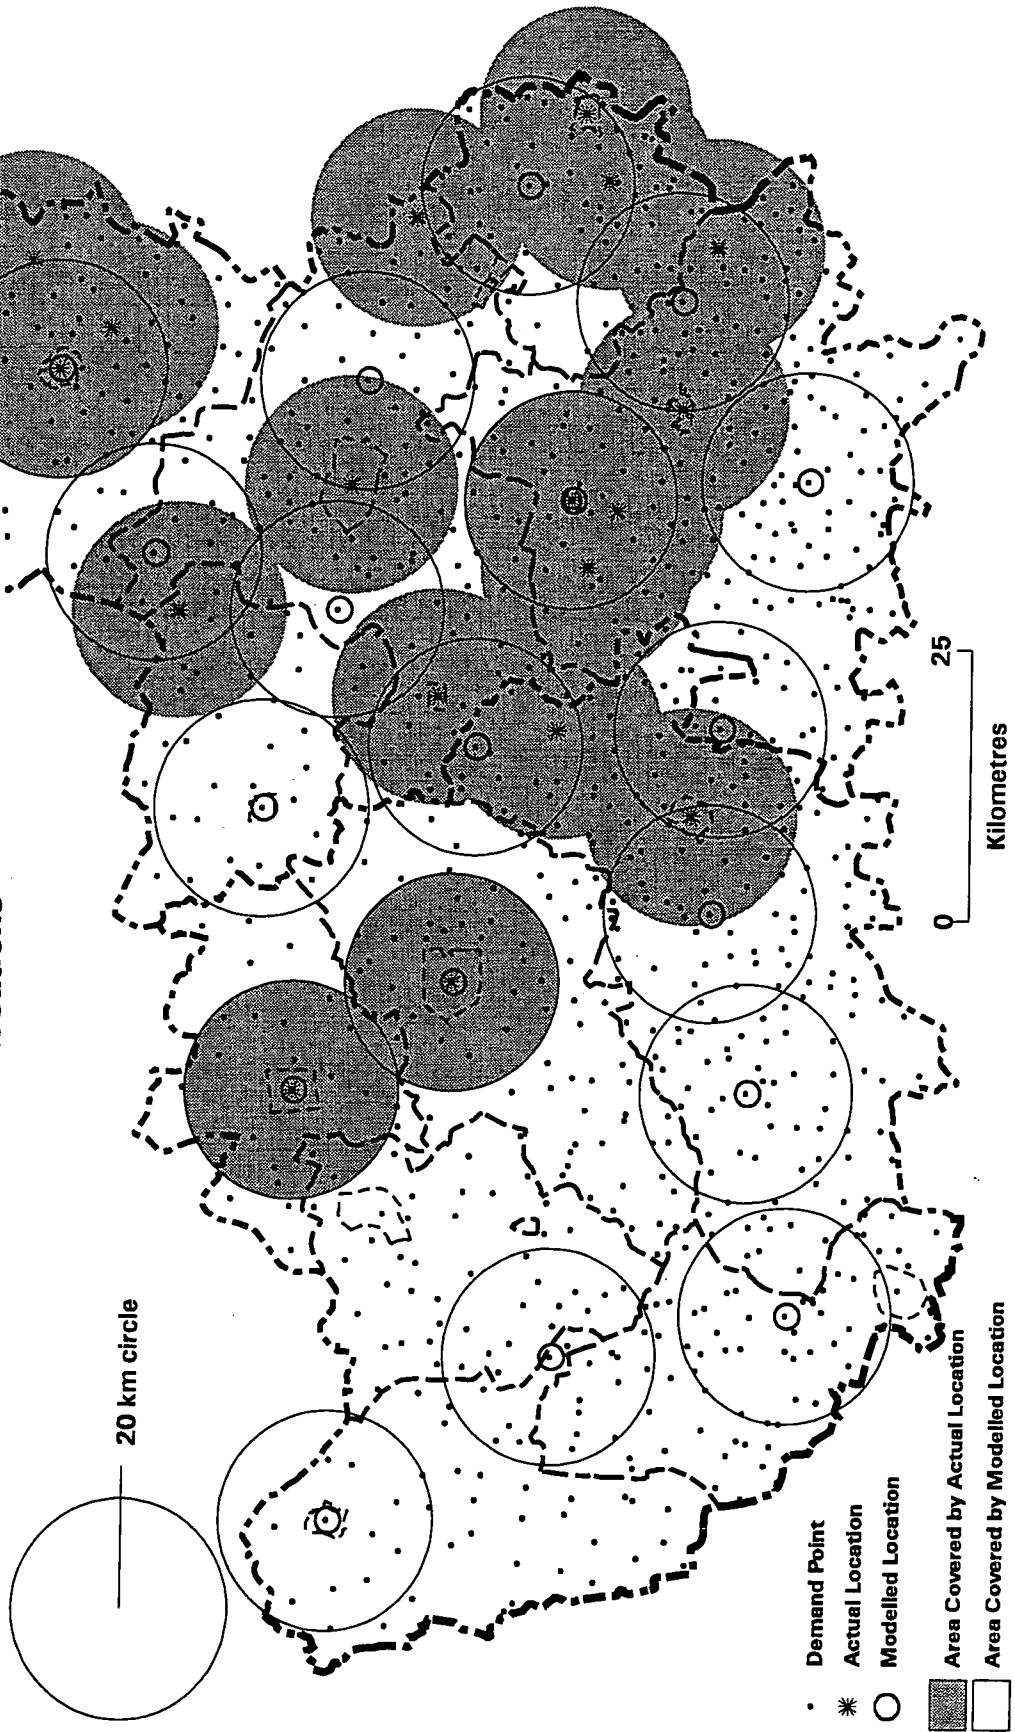 20 km circle
Demand Point
Actual Location
Modelled Location
Area Covered by Actual Location
Area Covered by Modelled Location
0 25
Kilometres